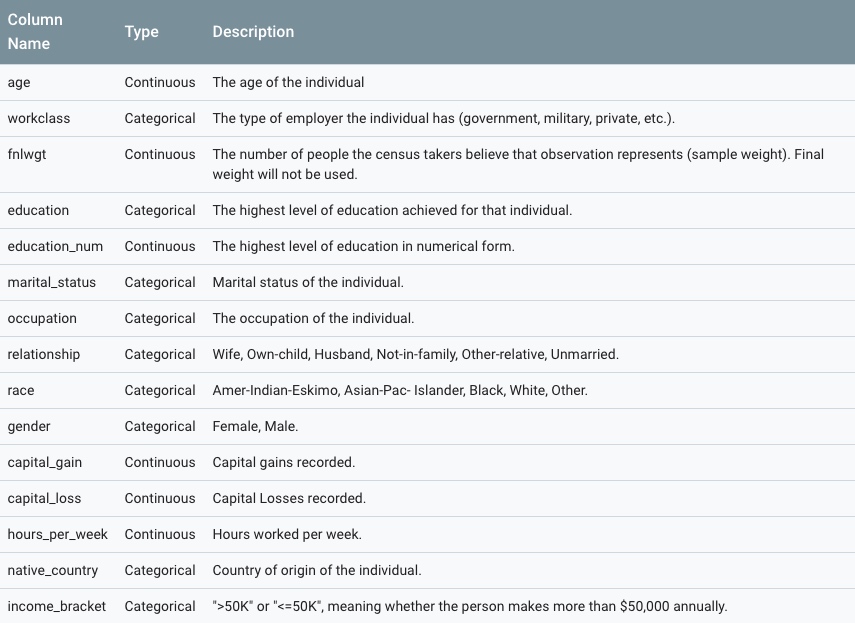 Column Name Type Description
age Continuous The age of the individual
workclass Categorical The type of employer the individual has (government, military, private, etc.).
fnlwgt Continuous The number of people the census takers believe that observation represents (sample weight). Final
weight will not be used.
education Categorical The highest level of education achieved for that individual.
education_num Continuous The highest level of education in numerical form.
marital_status Categorical Marital status of the individual.
occupation Categorical The occupation of the individual.
relationship Categorical Wife, Own-child, Husband, Not-in-family, Other-relative, Unmarried.
race Categorical Amer-Indian-Eskimo, Asian-Pac- Islander, Black, White, Other.
gender Categorical Female, Male.
capital_gain Continuous Capital gains recorded.
capital_loss Continuous Capital Losses recorded.
hours_per_week Continuous Hours worked per week.
native_country Categorical Country of origin of the individual.
income_bracket Categorical ">50K" or "<=50K", meaning whether the person makes more than $50,000 annually.